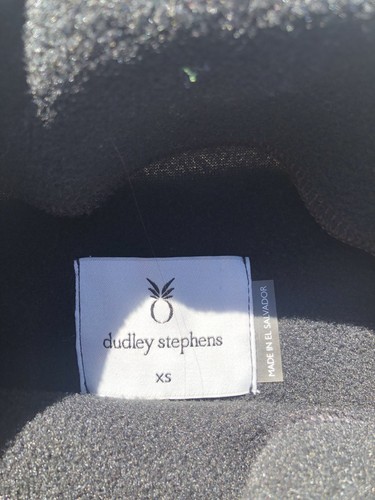 dudley stephens
XS
MADE IN EL SALVADOR